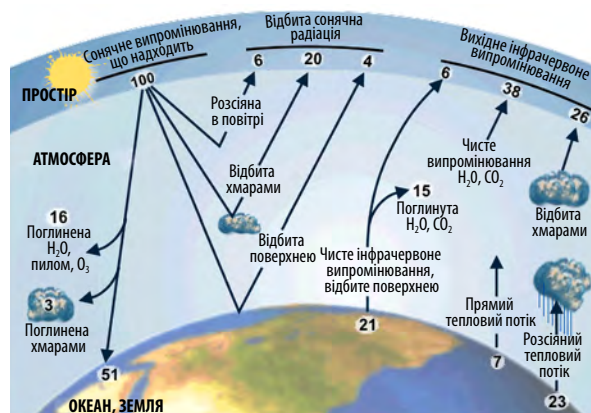 Сонячне випромінювання,
що надходить
100
Відбита сонячна
радіація
6
20
4
Вихідне інфрачервоне
випромінювання
6
38
26
ПРОСТІР
Розсіяна
в повітрі
АТМОСФЕРА
Відбита
хмарами
Відбита
поверхнею
16
Поглинена
H₂O,
пилом, O₃
3
Поглинена
хмарами
15
Поглинута
H₂O, CO₂
Чисте
випромінювання
H₂O, CO₂
Відбита
хмарами
Чисте інфрачервоне
випромінювання,
відбите поверхнею
21
Прямий
тепловий потік
7
Розсіяний
тепловий
потік
23
51
ОКЕАН, ЗЕМЛЯ